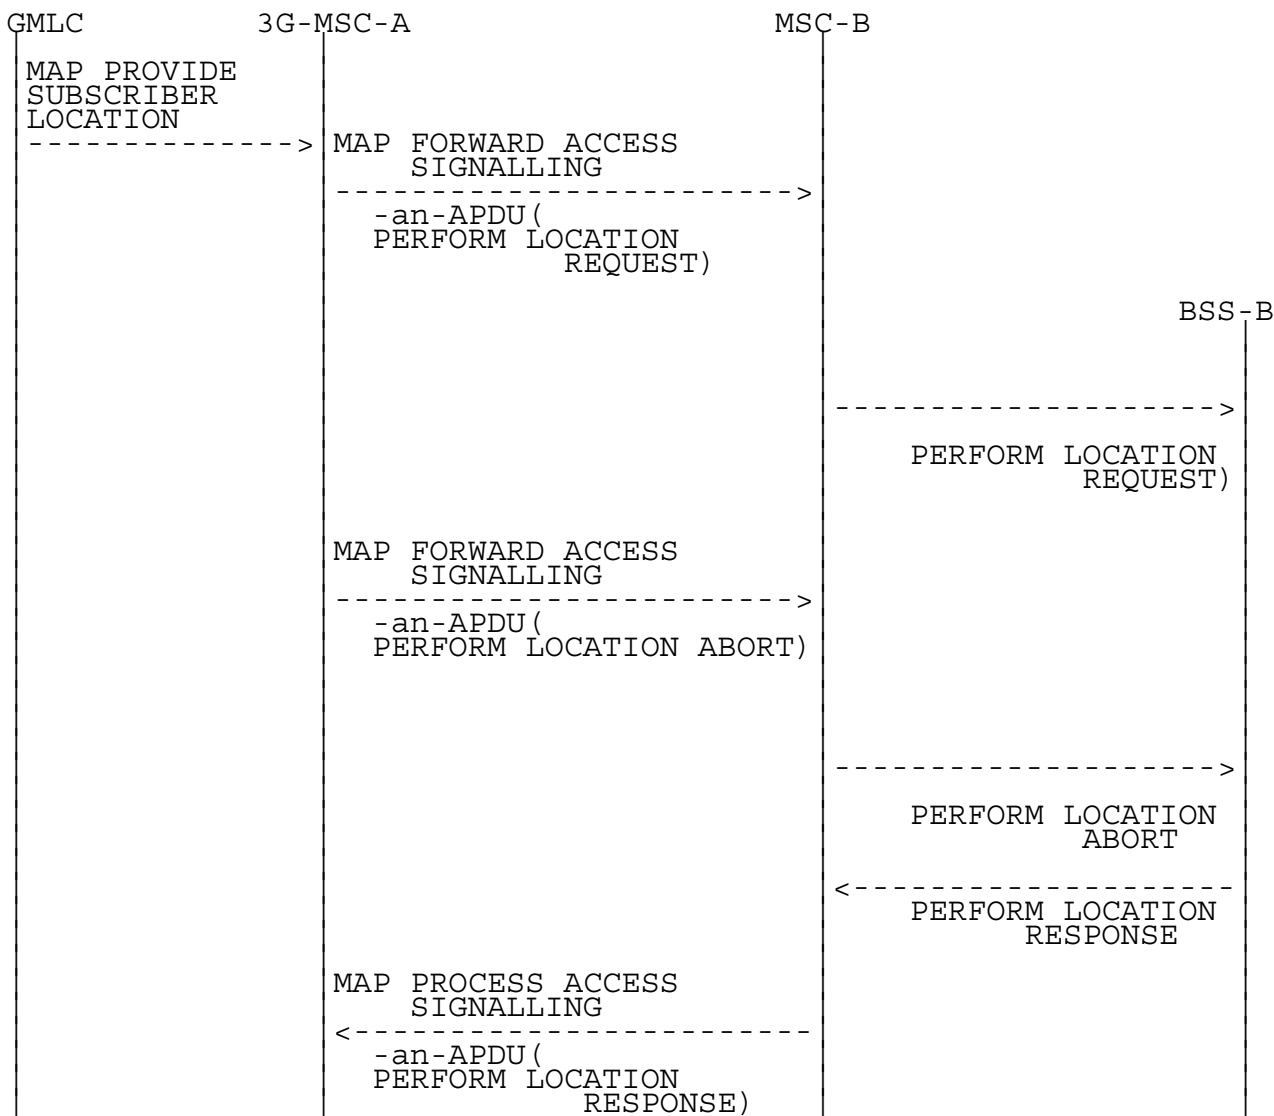 GMLC 3G-MSC-A MSC-B
MAP PROVIDE
SUBSCRIBER
LOCATION
-------------->
MAP FORWARD ACCESS
SIGNALLING
------------------------>
-an-APDU(
PERFORM LOCATION
REQUEST)
BSS-B
-------------------->
PERFORM LOCATION
REQUEST)
MAP FORWARD ACCESS
SIGNALLING
------------------------>
-an-APDU(
PERFORM LOCATION ABORT)
-------------------->
PERFORM LOCATION
ABORT
<--------------------
PERFORM LOCATION
RESPONSE
MAP PROCESS ACCESS
SIGNALLING
<------------------------
-an-APDU(
PERFORM LOCATION
RESPONSE)